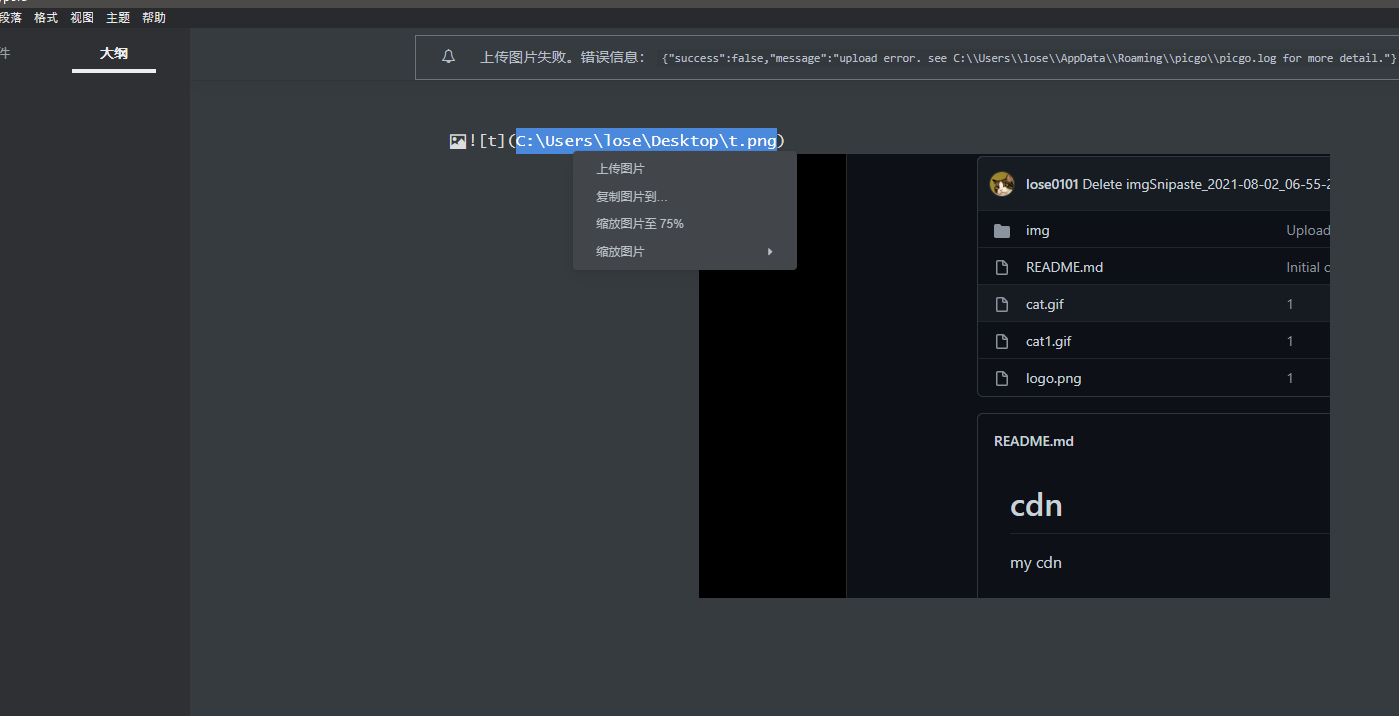 段落 格式 视图 主题 帮助
件 大纲
上传图片失败。错误信息： {"success":false,"message":"upload error. see C:\\Users\\lose\\AppData\\Roaming\\picgo\\picgo.log for more detail."}
![t](C:\Users\lose\Desktop\t.png)
上传图片
复制图片到...
缩放图片至 75%
缩放图片
lose0101 Delete imgSnipaste_2021-08-02_06-55-2
img Upload
README.md Initial c
cat.gif 1
cat1.gif 1
logo.png 1
README.md
cdn
my cdn